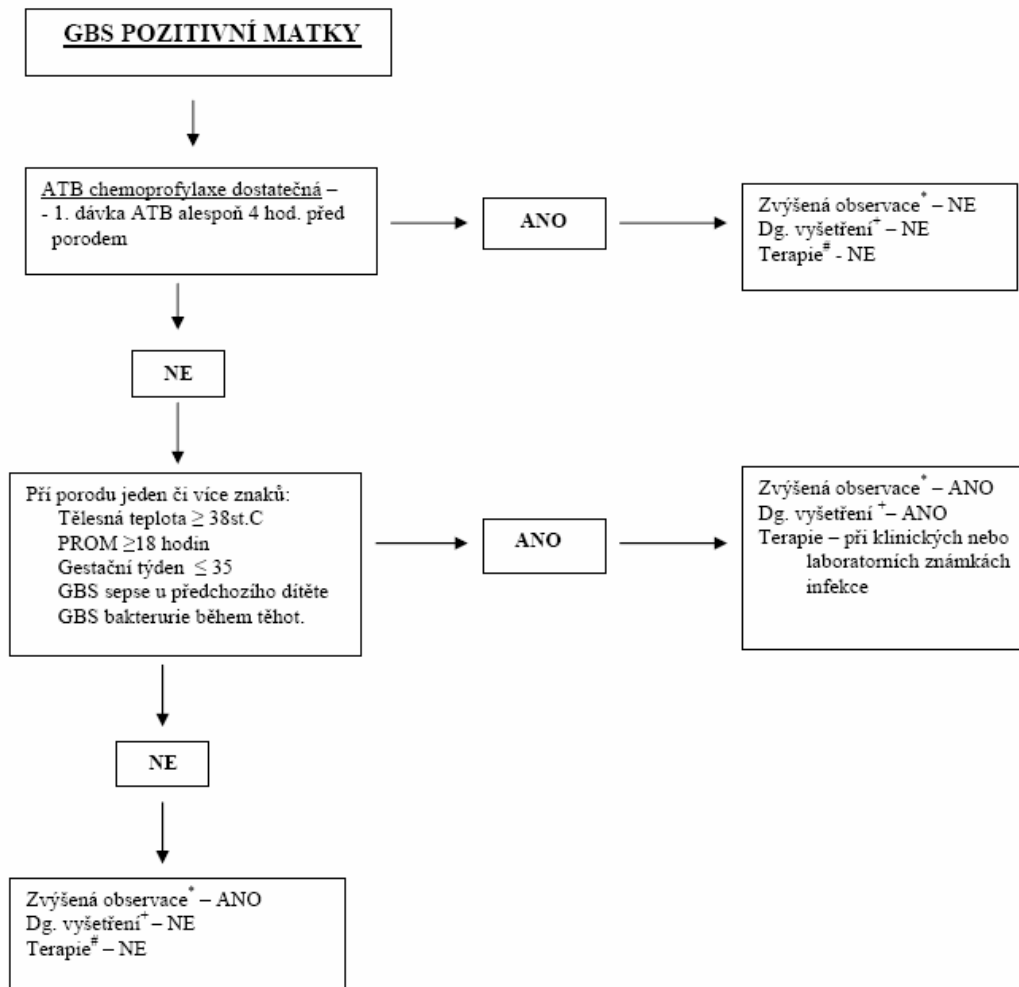 GBS POZITIVNÍ MATKY
ATB chemoprofylaxe dostatečná –
- 1. dávka ATB alespoň 4 hod. před
porodem
ANO
Zvýšená observace* – NE
Dg. vyšetření+ – NE
Terapie# - NE
NE
Pří porodu jeden či více znaků:
Tělesná teplota ≥ 38st.C
PROM ≥18 hodin
Gestační týden ≤ 35
GBS sepse u předchozího dítěte
GBS bakterurie během těhot.
ANO
Zvýšená observace* – ANO
Dg. vyšetření +– ANO
Terapie – při klinických nebo
laboratorních známkách
infekce
NE
Zvýšená observace* – ANO
Dg. vyšetření+ – NE
Terapie# – NE